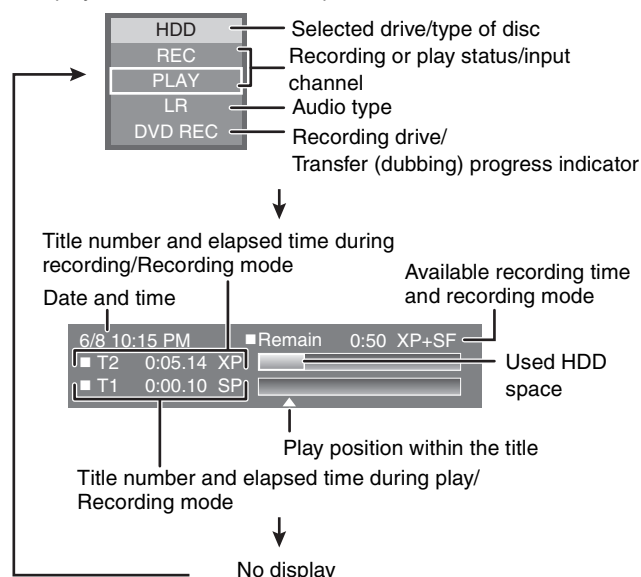 HDD
Selected drive/type of disc
REC
Recording or play status/input
PLAY
channel
LR
Audio type
DVD REC
Recording drive/
Transfer (dubbing) progress indicator
Title number and elapsed time during
recording/Recording mode
Available recording time
and recording mode
Date and time
6/8 10:15 PM
Remain 0:50 XP+SF
T2 0:05.14 XP
Used HDD
space
T1 0:00.10 SP
Play position within the title
Title number and elapsed time during play/
Recording mode
No display